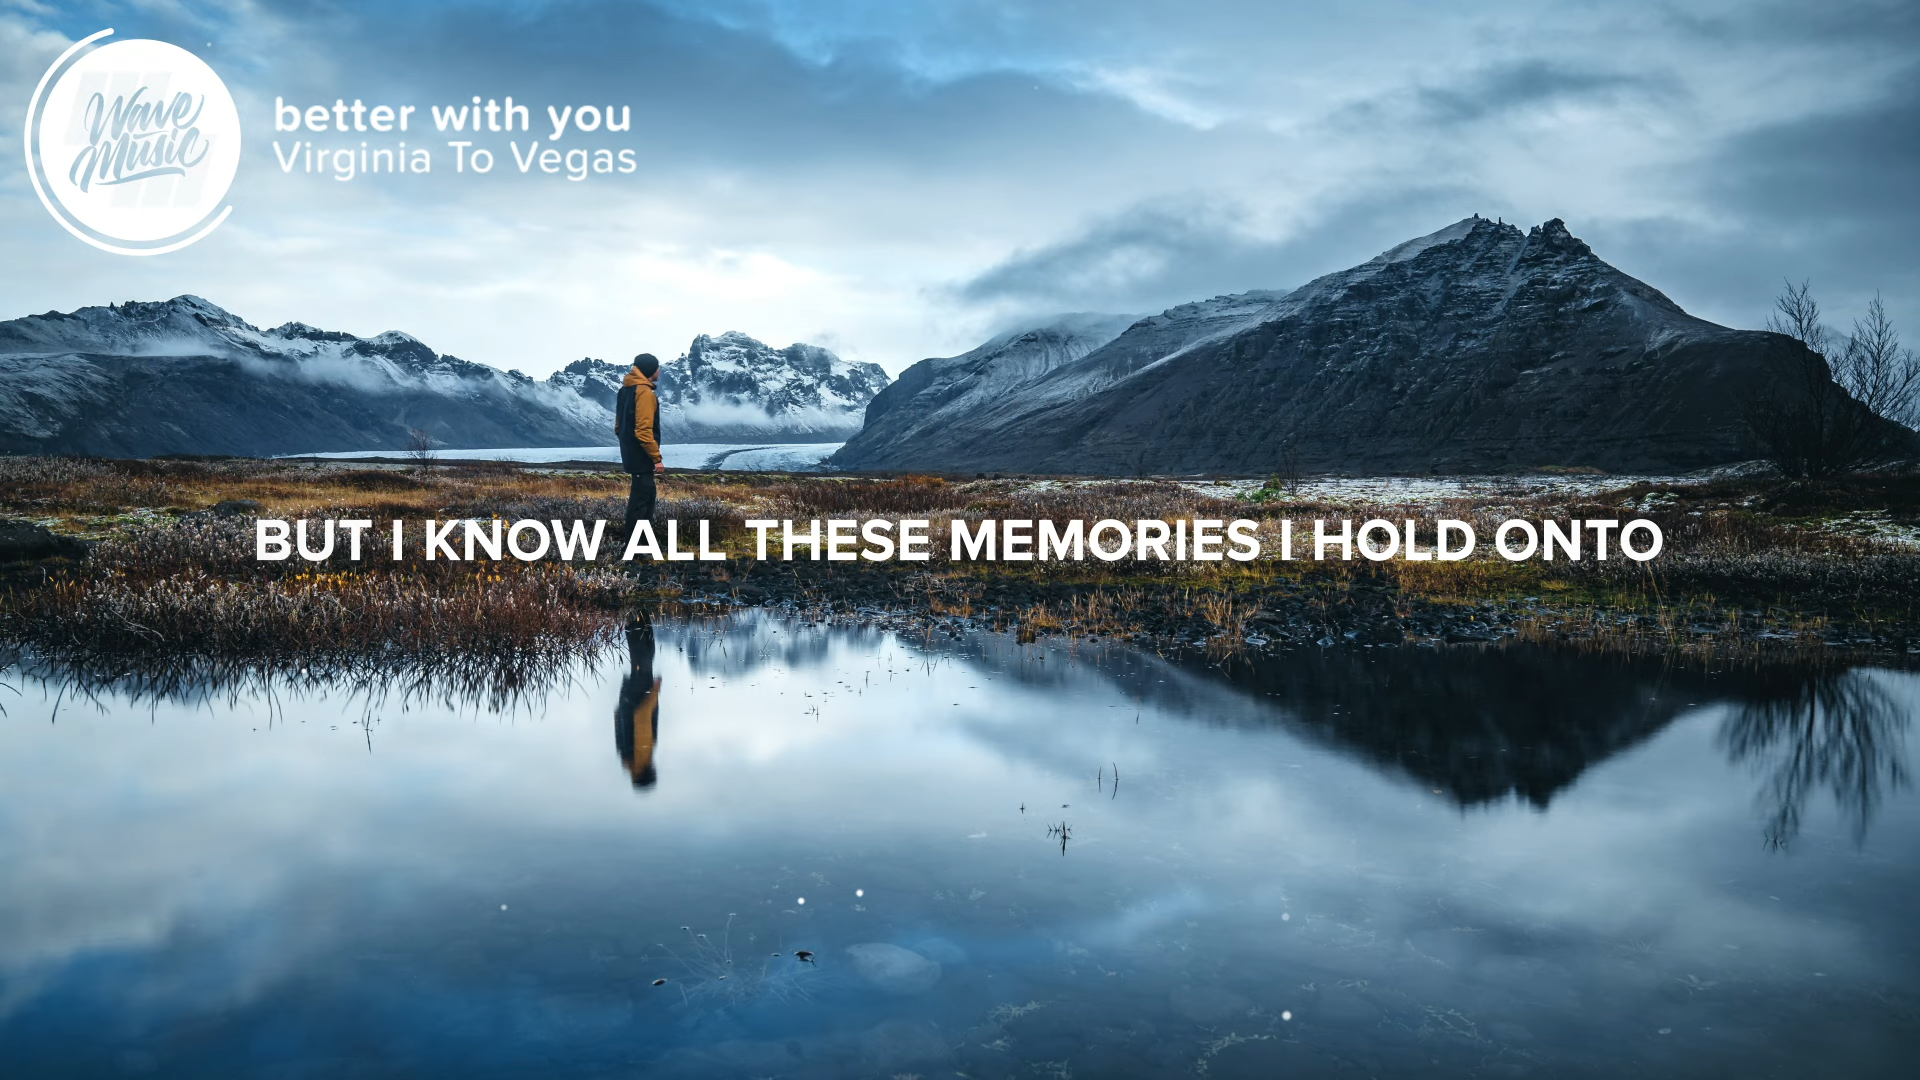 Wave
Music
better with you
Virginia To Vegas
BUT I KNOW ALL THESE MEMORIES I HOLD ONTO